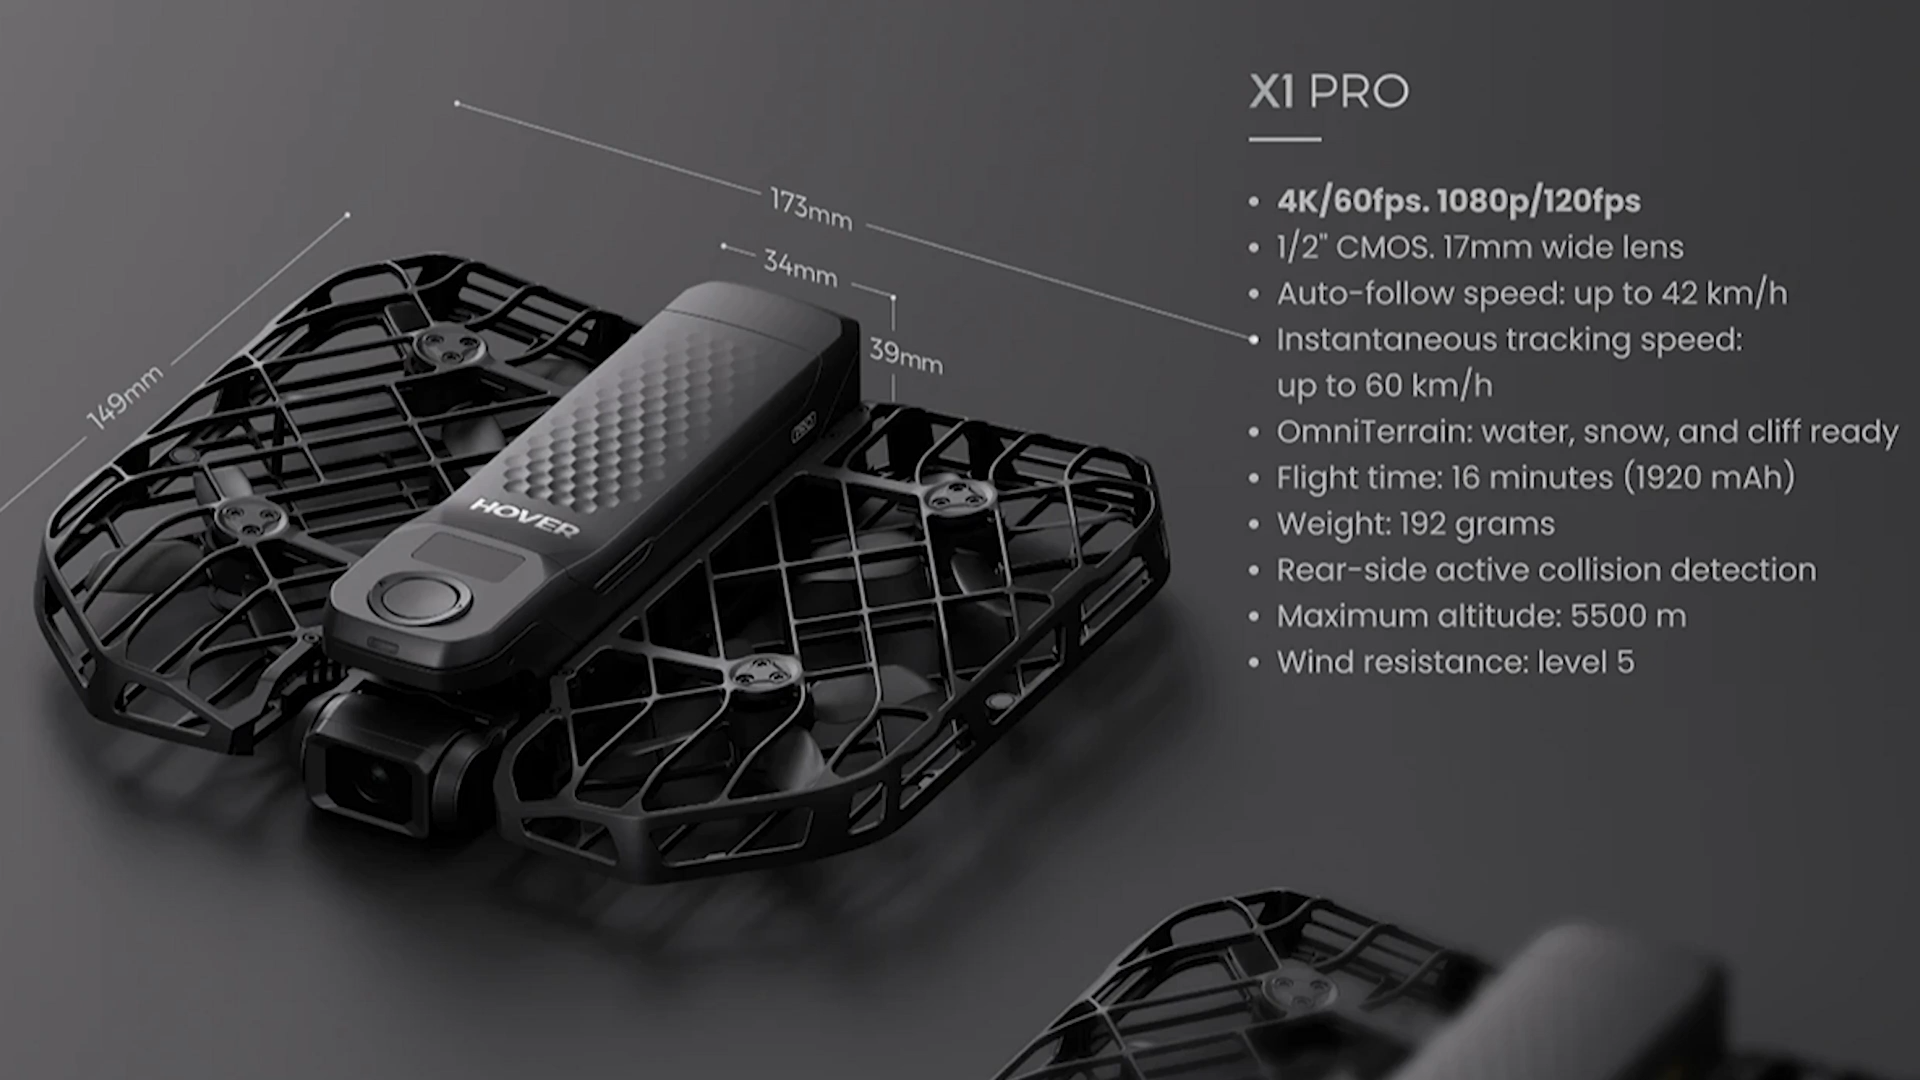 X1 PRO
• 4K/60fps. 1080p/120fps
• 1/2" CMOS. 17mm wide lens
• Auto-follow speed: up to 42 km/h
• Instantaneous tracking speed:
up to 60 km/h
• OmniTerrain: water, snow, and cliff ready
• Flight time: 16 minutes (1920 mAh)
• Weight: 192 grams
• Rear-side active collision detection
• Maximum altitude: 5500 m
• Wind resistance: level 5
173mm
34mm
39mm
149mm
PRO
HOVER